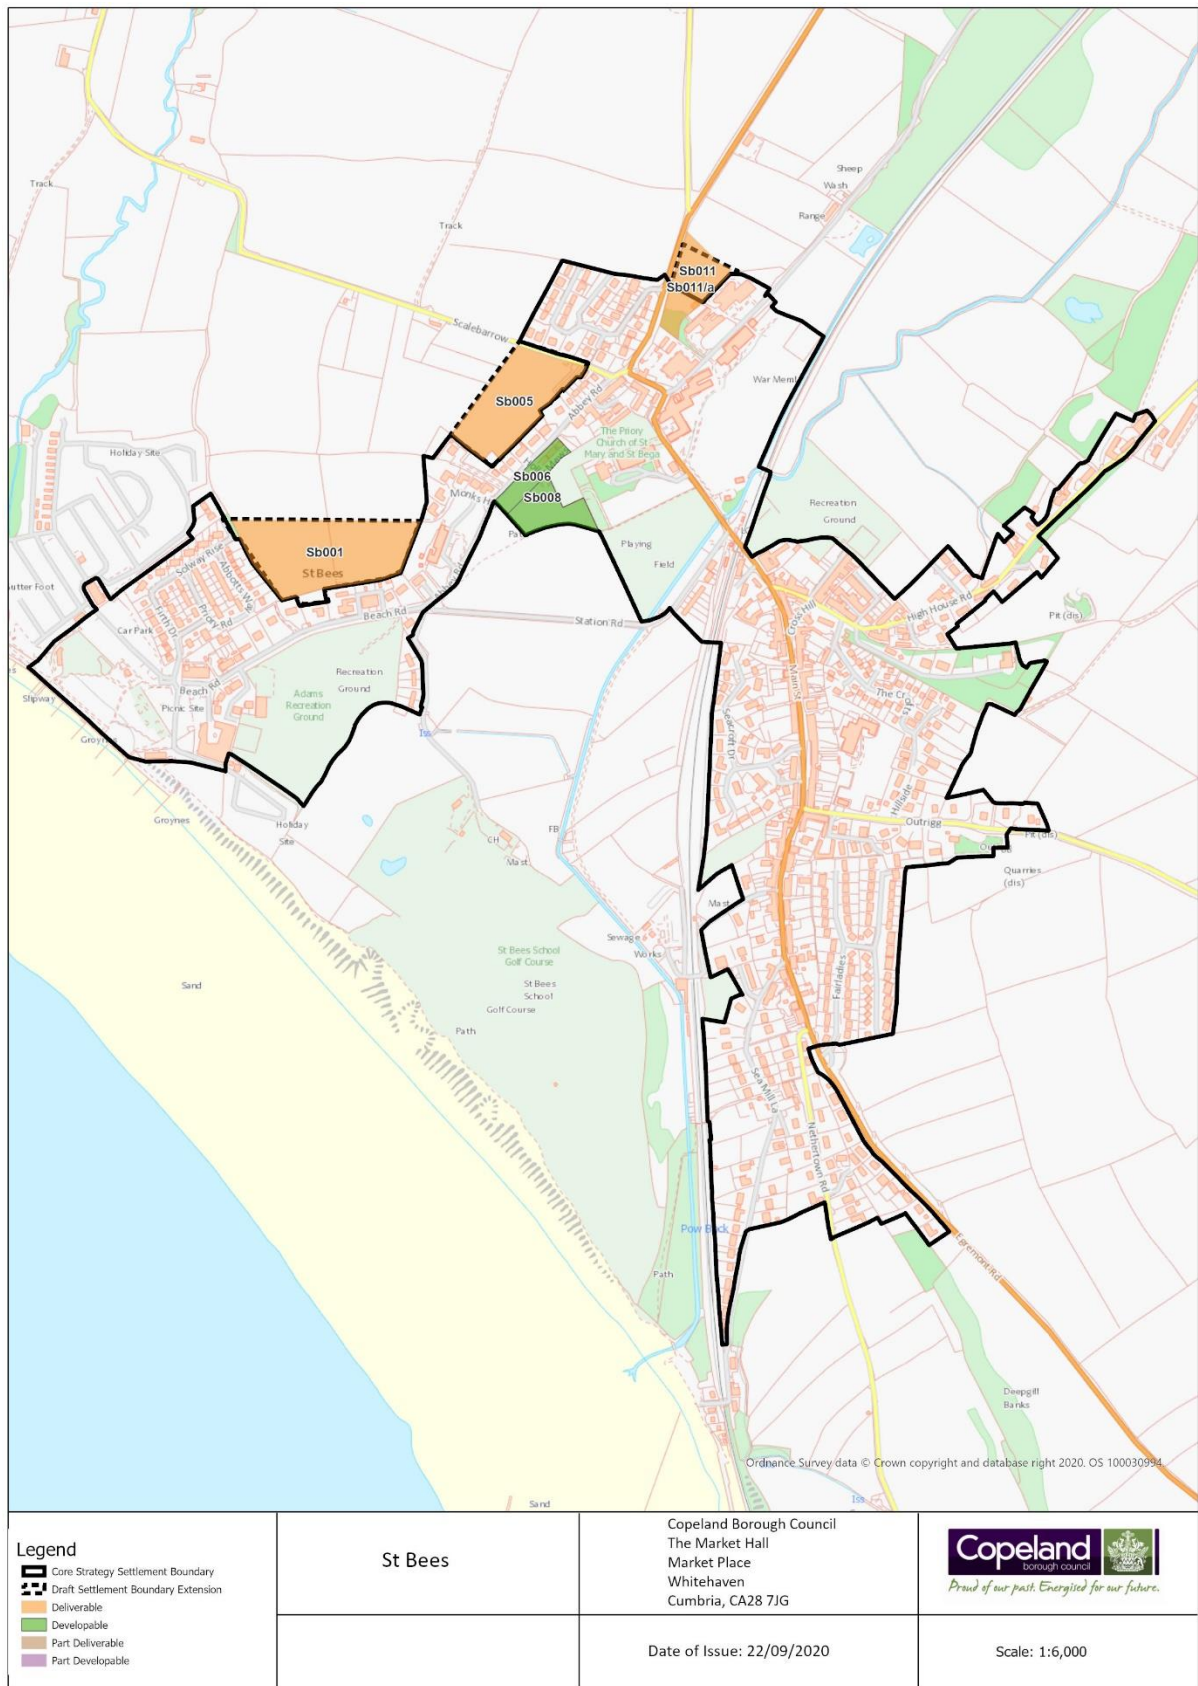 Track
Track
Sheep
Wash
Range
Sb011
Sb011/a
Scalebarrow
War Mem
Sb005
Abbey Rd
The Priory
Church of St
Mary and St Bega
Holiday Site
Sb006
Sb008
Monks H
Recreation
Ground
Playing
Field
Sb001
St Bees
Solway Rise
Abbotts Way
Priory Rd
Firth Dr
Car Park
Beach Rd
Abbey Rd
Station Rd
High House Rd
Pit (dis)
Cross Hill
Main St
Recreation
Ground
Adams
Recreation
Ground
Beach Rd
Picnic Site
Slipway
Groynes
The Crofts
Seacroft Dr
Iss
Hillside
Outrigg
Pit (dis)
Quarries
(dis)
Groynes
Holiday
Site
FB
CH
Mast
Mast
Sewage
Works
Fairladies
St Bees School
Golf Course
St Bees
School
Golf Course
Sand
Path
Sea Mill La
Nethertown Rd
Pow Beck
Path
Egremont Rd
Deepgill
Banks
Ordnance Survey data © Crown copyright and database right 2020. OS 100030994
Sand
Iss
Legend
Core Strategy Settlement Boundary
Draft Settlement Boundary Extension
Deliverable
Developable
Part Deliverable
Part Developable
St Bees
Copeland Borough Council
The Market Hall
Market Place
Whitehaven
Cumbria, CA28 7JG
Date of Issue: 22/09/2020
Copeland
borough council
Proud of our past. Energised for our future.
Scale: 1:6,000